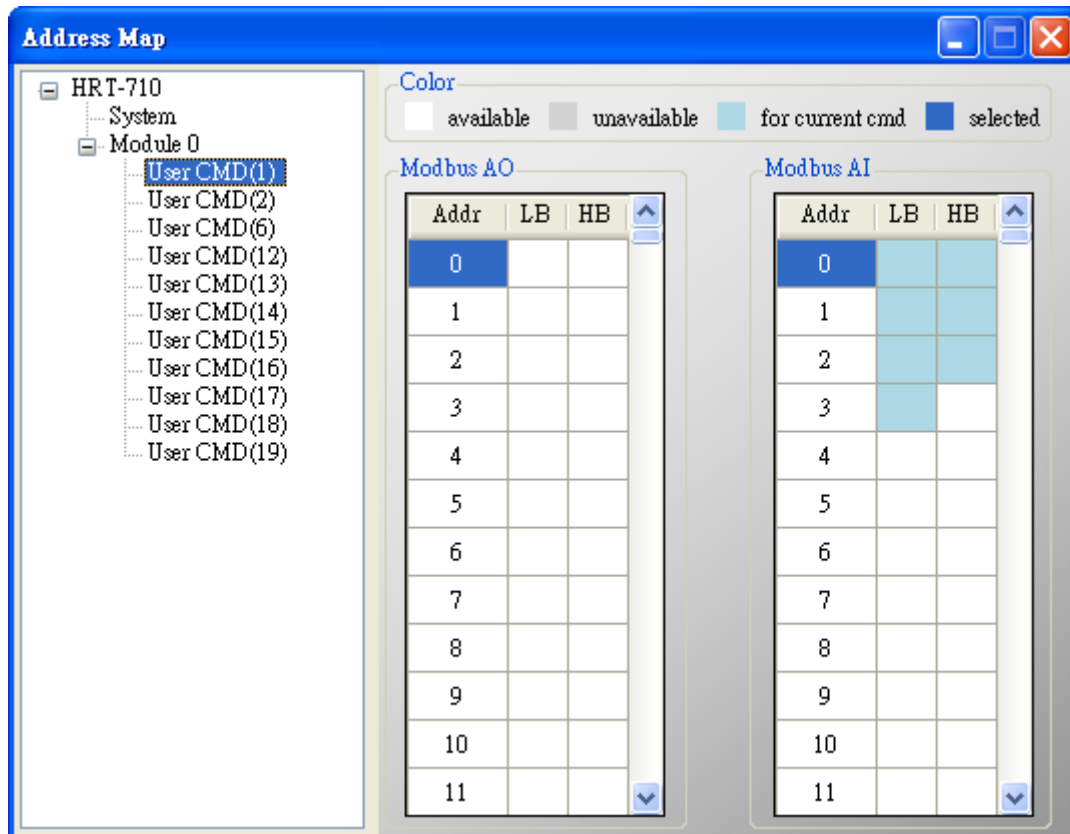 Address Map
HRT-710
System
Module 0
User CMD(1)
User CMD(2)
User CMD(6)
User CMD(12)
User CMD(13)
User CMD(14)
User CMD(15)
User CMD(16)
User CMD(17)
User CMD(18)
User CMD(19)
Color
available unavailable for current cmd selected
Modbus AO
Addr LB HB
0
1
2
3
4
5
6
7
8
9
10
11
Modbus AI
Addr LB HB
0
1
2
3
4
5
6
7
8
9
10
11